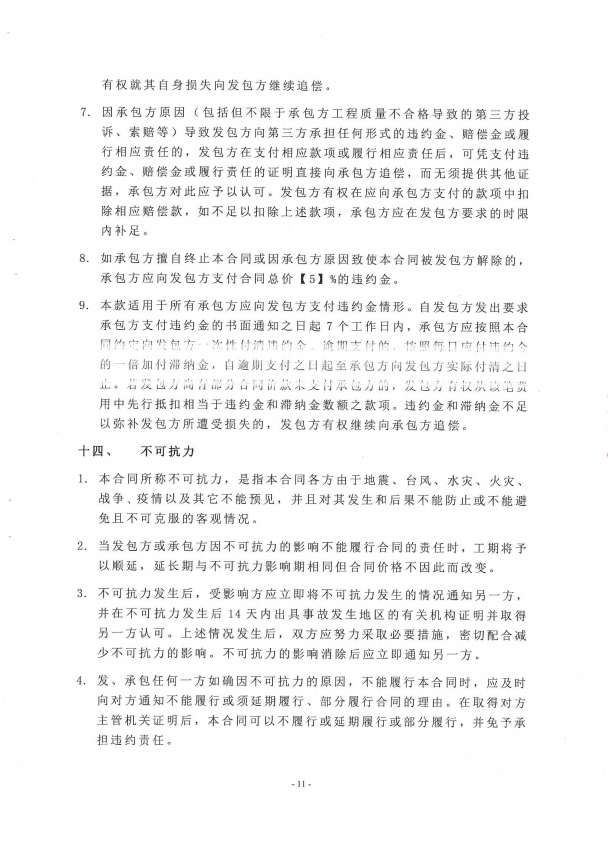 有权就其自身损失向发包方继续追偿。
7. 因承包方原因（包括但不限于承包方工程质量不合格导致的第三方投
诉、索赔等）导致发包方向第三方承担任何形式的违约金、赔偿金或履
行相应责任的，发包方在支付相应款项或履行相应责任后，可凭支付违
约金、赔偿金或履行责任的证明直接向承包方追偿，而无须提供其他证
据，承包方对此应予以认可。发包方有权在应向承包方支付的款项中扣
除相应赔偿款，如不足以扣除上述款项，承包方应在发包方要求的时限
内补足。
8. 如承包方擅自终止本合同或因承包方原因致使本合同被发包方解除的，
承包方应向发包方支付合同总价【5】%的违约金。
9. 本款适用于所有承包方应向发包方支付违约金情形。自发包方发出要求
承包方支付违约金的书面通知之日起 7 个工作日内，承包方应按照本合
同约定向发包方一次性付清违约金。逾期支付的，按照每日应付违约金
的一倍加付滞纳金，自逾期支付之日起至承包方向发包方实际付清之日
止。若发包方尚有部分合同价款未支付承包方的，发包方有权从该笔费
用中先行抵扣相当于违约金和滞纳金数额之款项。违约金和滞纳金不足
以弥补发包方所遭受损失的，发包方有权继续向承包方追偿。
十四、 不可抗力
1. 本合同所称不可抗力，是指本合同各方由于地震、台风、水灾、火灾、
战争、疫情以及其它不能预见，并且对其发生和后果不能防止或不能避
免且不可克服的客观情况。
2. 当发包方或承包方因不可抗力的影响不能履行合同的责任时，工期将予
以顺延，延长期与不可抗力影响期相同但合同价格不因此而改变。
3. 不可抗力发生后，受影响方应立即将不可抗力发生的情况通知另一方，
并在不可抗力发生后 14 天内出具事故发生地区的有关机构证明并取得
另一方认可。上述情况发生后，双方应努力采取必要措施，密切配合减
少不可抗力的影响。不可抗力的影响消除后应立即通知另一方。
4. 发、承包任何一方如确因不可抗力的原因，不能履行本合同时，应及时
向对方通知不能履行或须延期履行、部分履行合同的理由。在取得对方
主管机关证明后，本合同可以不履行或延期履行或部分履行，并免予承
担违约责任。
- 11 -